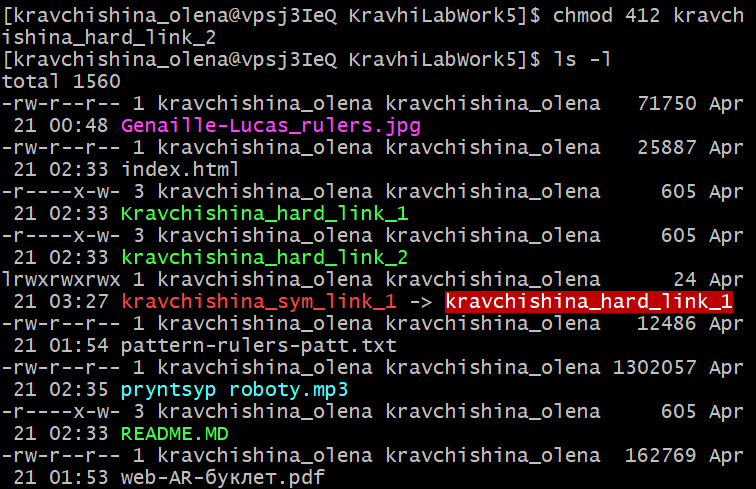 [kravchishina_olena@vpsj3IeQ KravhiLabWork5]$ chmod 412 kravch
ishina_hard_link_2
[kravchishina_olena@vpsj3IeQ KravhiLabWork5]$ ls -l
total 1560
-rw-r--r-- 1 kravchishina_olena kravchishina_olena   71750 Apr
 21 00:48 Genaille-Lucas_rulers.jpg
-rw-r--r-- 1 kravchishina_olena kravchishina_olena   25887 Apr
 21 02:33 index.html
-r----x-w- 3 kravchishina_olena kravchishina_olena     605 Apr
 21 02:33 Kravchishina_hard_link_1
-r----x-w- 3 kravchishina_olena kravchishina_olena     605 Apr
 21 02:33 kravchishina_hard_link_2
lrwxrwxrwx 1 kravchishina_olena kravchishina_olena      24 Apr
 21 03:27 kravchishina_sym_link_1 -> kravchishina_hard_link_1
-rw-r--r-- 1 kravchishina_olena kravchishina_olena   12486 Apr
 21 01:54 pattern-rulers-patt.txt
-rw-r--r-- 1 kravchishina_olena kravchishina_olena 1302057 Apr
 21 02:35 pryntsyp roboty.mp3
-r----x-w- 3 kravchishina_olena kravchishina_olena     605 Apr
 21 02:33 README.MD
-rw-r--r-- 1 kravchishina_olena kravchishina_olena  162769 Apr
 21 01:53 web-AR-буклет.pdf